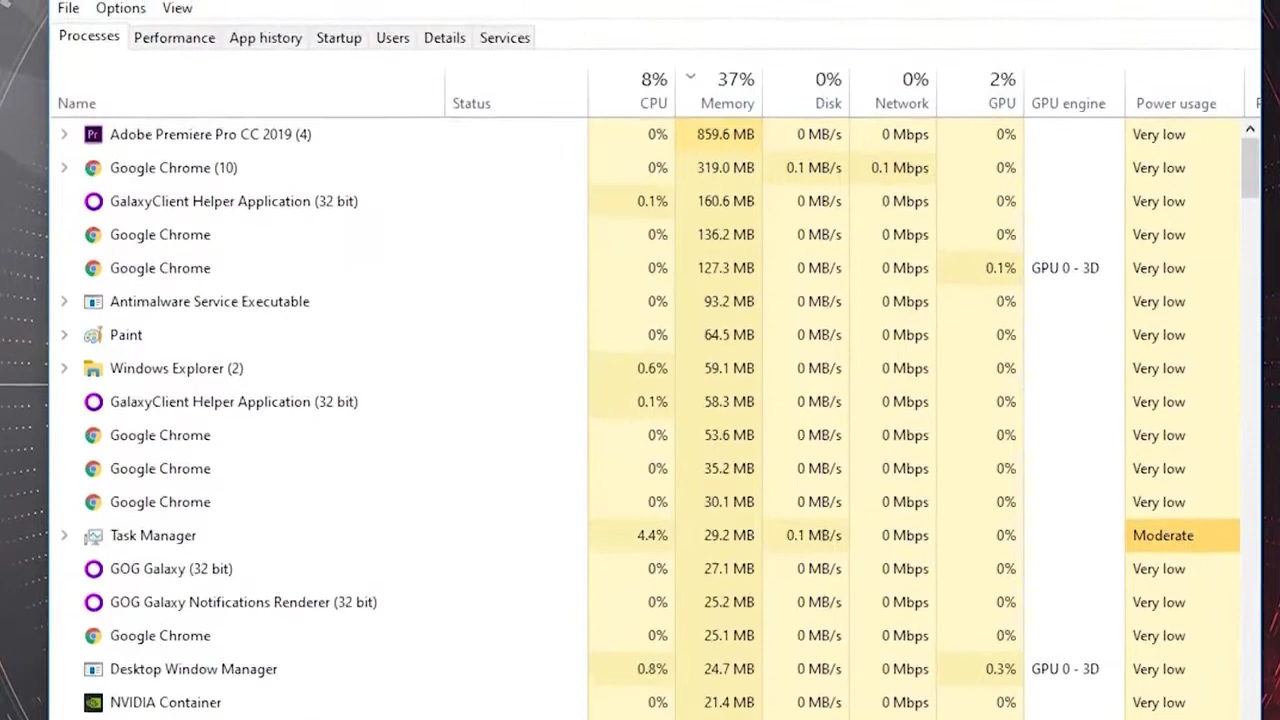 File Options View
Processes Performance App history Startup Users Details Services
8% 37% 0% 0% 2%
Name Status CPU Memory Disk Network GPU GPU engine Power usage
Pr Adobe Premiere Pro CC 2019 (4) 0% 859.6 MB 0 MB/s 0 Mbps 0% Very low
Google Chrome (10) 0% 319.0 MB 0.1 MB/s 0.1 Mbps 0% Very low
GalaxyClient Helper Application (32 bit) 0.1% 160.6 MB 0 MB/s 0 Mbps 0% Very low
Google Chrome 0% 136.2 MB 0 MB/s 0 Mbps 0% Very low
Google Chrome 0% 127.3 MB 0 MB/s 0 Mbps 0.1% GPU 0 - 3D Very low
Antimalware Service Executable 0% 93.2 MB 0 MB/s 0 Mbps 0% Very low
Paint 0% 64.5 MB 0 MB/s 0 Mbps 0% Very low
Windows Explorer (2) 0.6% 59.1 MB 0 MB/s 0 Mbps 0% Very low
GalaxyClient Helper Application (32 bit) 0.1% 58.3 MB 0 MB/s 0 Mbps 0% Very low
Google Chrome 0% 53.6 MB 0 MB/s 0 Mbps 0% Very low
Google Chrome 0% 35.2 MB 0 MB/s 0 Mbps 0% Very low
Google Chrome 0% 30.1 MB 0 MB/s 0 Mbps 0% Very low
Task Manager 4.4% 29.2 MB 0.1 MB/s 0 Mbps 0% Moderate
GOG Galaxy (32 bit) 0% 27.1 MB 0 MB/s 0 Mbps 0% Very low
GOG Galaxy Notifications Renderer (32 bit) 0% 25.2 MB 0 MB/s 0 Mbps 0% Very low
Google Chrome 0% 25.1 MB 0 MB/s 0 Mbps 0% Very low
Desktop Window Manager 0.8% 24.7 MB 0 MB/s 0 Mbps 0.3% GPU 0 - 3D Very low
NVIDIA Container 0% 21.4 MB 0 MB/s 0 Mbps 0% Very low